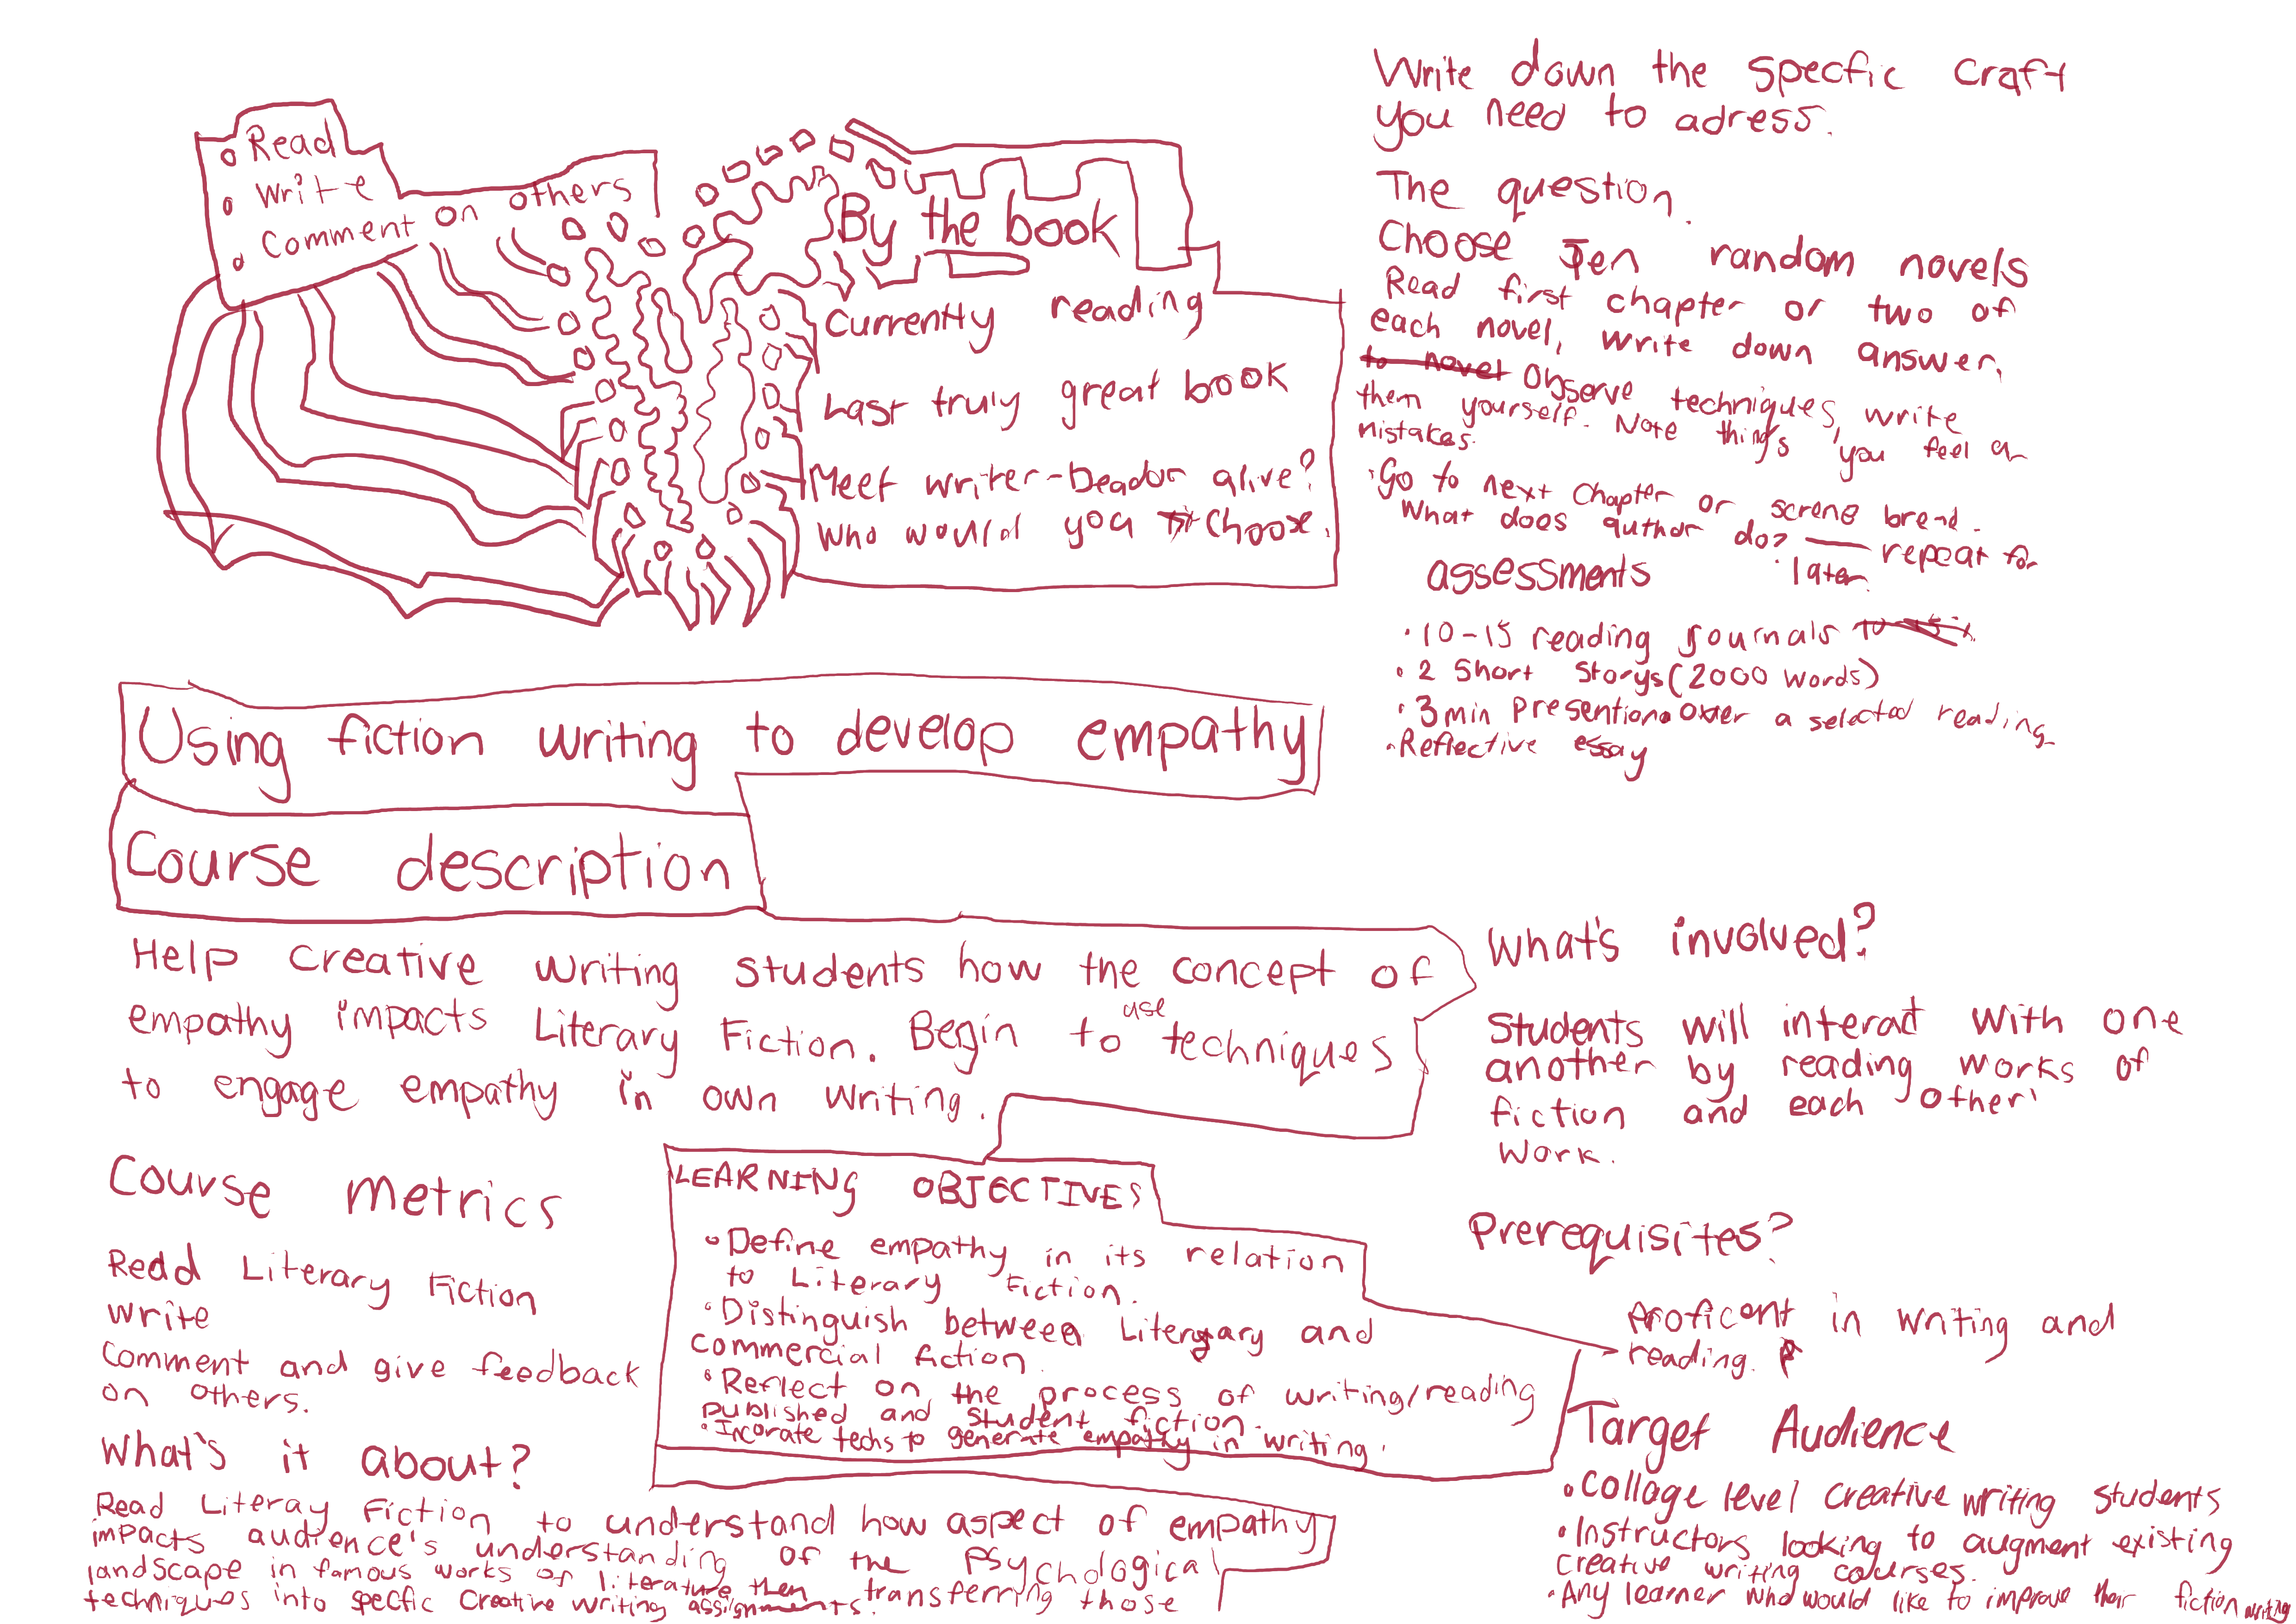 Read
Write
Comment on others
By the book
Currently reading
Last truly great book
Meet writer-Dead or alive?
Who would you choose.
Write down the specfic craft
you need to adress.
The question.
Choose Ten random novels
Read first chapter or two of
each novel, write down answer.
to novel Observe techniques, write
them yourself. Note things you feel a
mistakes.
Go to next chapter or screne
What does author do? repeat for
later.
assessments
10-15 reading journals
2 Short Storys (2000 words)
3 min Presention over a selected reading
Reflective essay
Using fiction writing to develop empathy
Course description
Help creative writing students how the concept of
empathy impacts Literary Fiction. Begin to use techniques
to engage empathy in own writing.
What's involved?
Students will interact with one
another by reading works of
fiction and each other'
work.
Course metrics
Read Literary Fiction
Write
Comment and give feedback
on others.
LEARNING OBJECTIVES
Define empathy in its relation
to Literary Fiction.
Distinguish between Literary and
commercial fiction.
Reflect on the process of writing/reading
published and student fiction.
Incorate techs to generate empathy in writing.
Prerequisites?
Proficent in writing and
reading.
Target Audience
Collage level creative writing students
Instructors looking to augment existing
creative writing courses.
Any learner who would like to improve their fiction writing
What's it about?
Read Literay Fiction to understand how aspect of empathy
impacts audience's understanding of the psychological
landscape in famous works of literature then transferring those
techniques into specfic creative writing assignments.